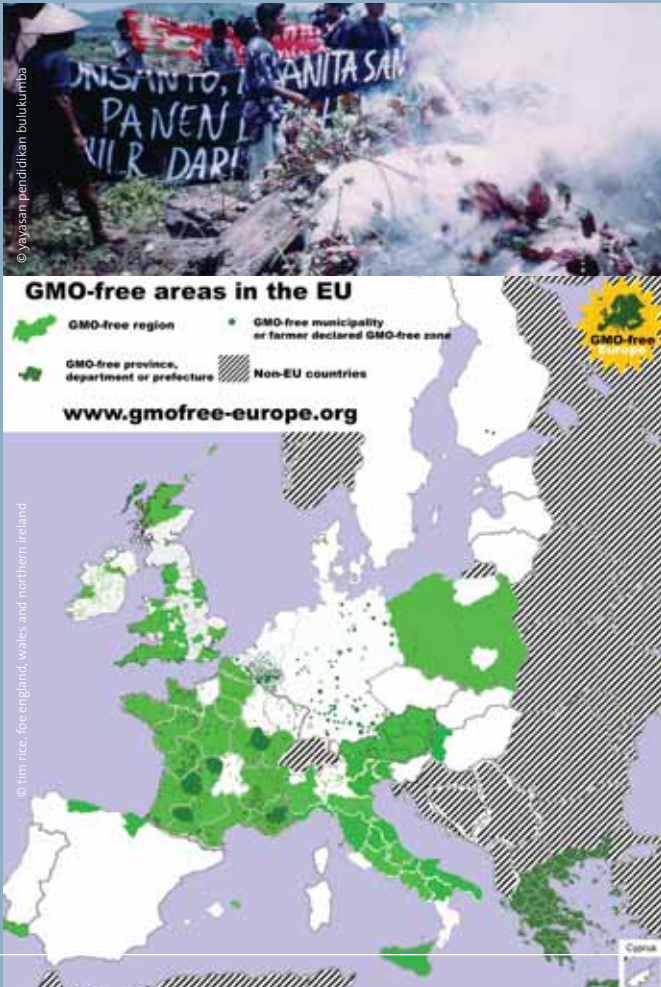 © yayasan pendidikan bulukumba
PANEN
DARI
GMO-free areas in the EU
GMO-free region
GMO-free municipality
or farmer declared GMO-free zone
GMO-free province,
department or prefecture
Non-EU countries
www.gmofree-europe.org
GMO-free
Europe
© tim rice, foe england, wales and northern ireland
Cyprus